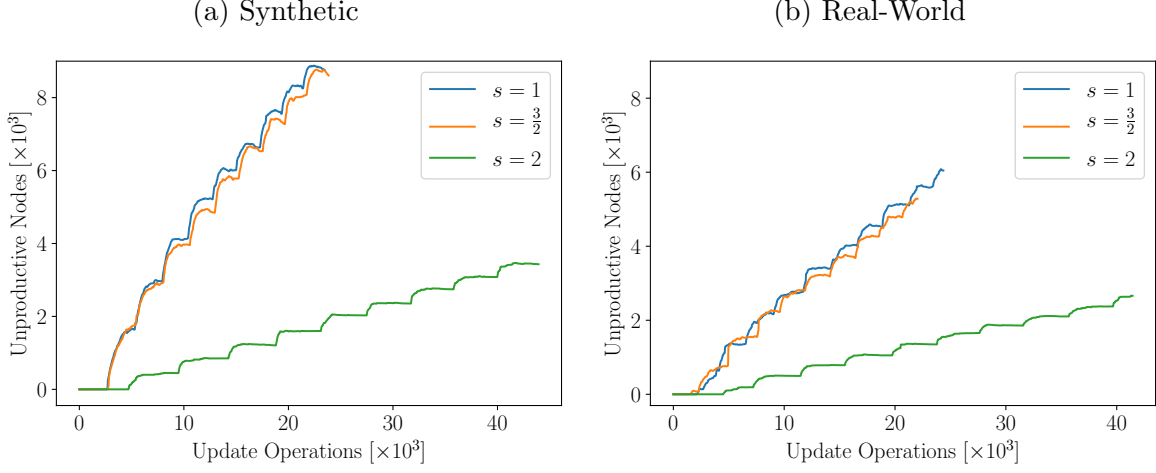 (a) Synthetic
Unproductive Nodes [×10³]
8
6
4
2
0
s = 1
s = 3/2
s = 2
0 10 20 30 40
Update Operations [×10³]
(b) Real-World
Unproductive Nodes [×10³]
8
6
4
2
0
s = 1
s = 3/2
s = 2
0 10 20 30 40
Update Operations [×10³]